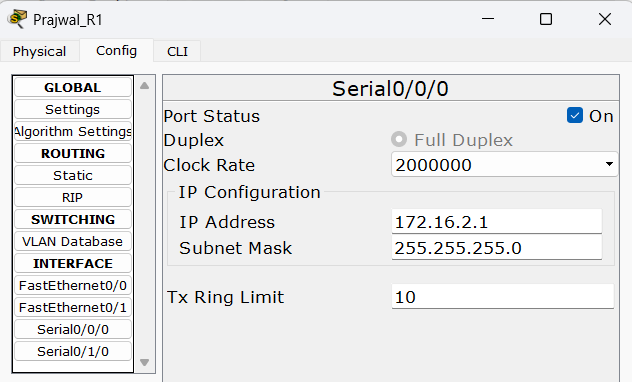 Prajwal_R1
Physical Config CLI
GLOBAL
Settings
Algorithm Settings
ROUTING
Static
RIP
SWITCHING
VLAN Database
INTERFACE
FastEthernet0/0
FastEthernet0/1
Serial0/0/0
Serial0/1/0
Serial0/0/0
Port Status On
Duplex Full Duplex
Clock Rate 2000000
IP Configuration
IP Address 172.16.2.1
Subnet Mask 255.255.255.0
Tx Ring Limit 10